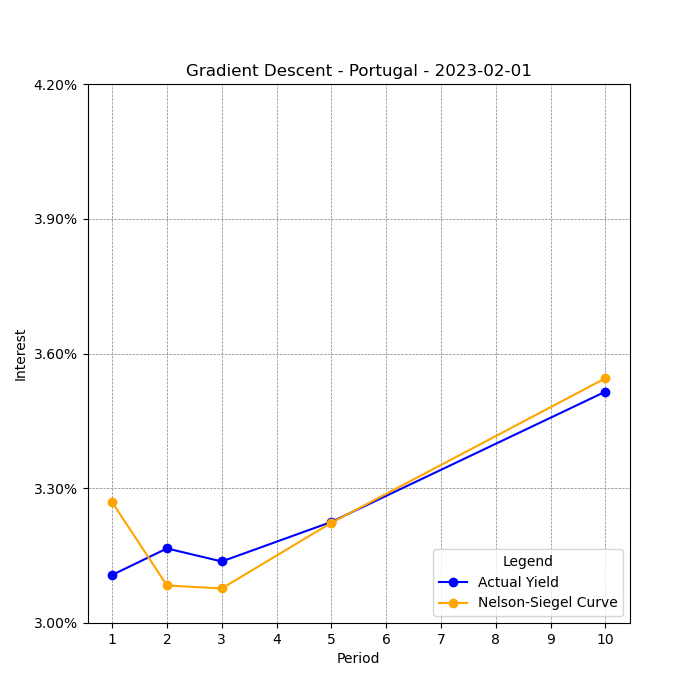 Gradient Descent - Portugal - 2023-02-01
4.20%
3.90%
3.60%
3.30%
3.00%
Interest
Legend
Actual Yield
Nelson-Siegel Curve
1 2 3 4 5 6 7 8 9 10
Period